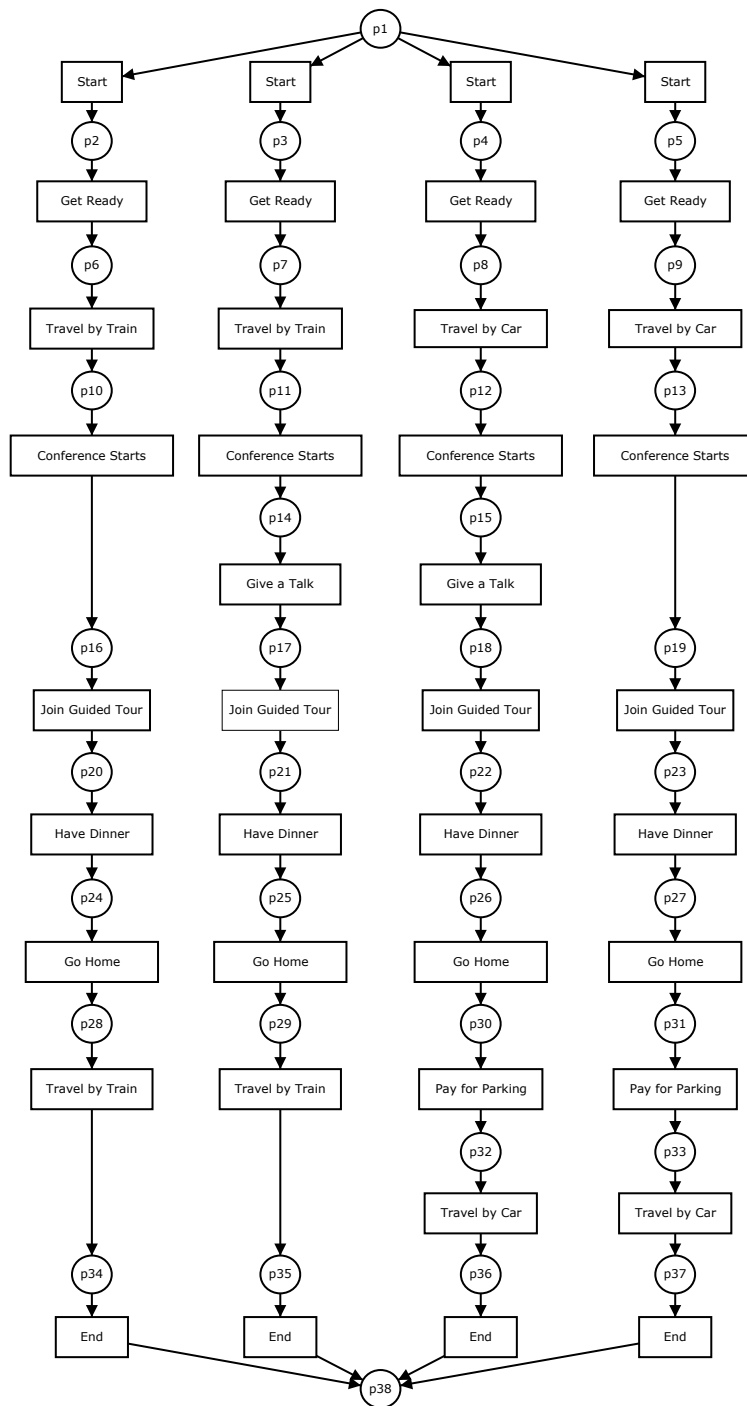 p1
Start Start Start Start
p2 p3 p4 p5
Get Ready Get Ready Get Ready Get Ready
p6 p7 p8 p9
Travel by Train Travel by Train Travel by Car Travel by Car
p10 p11 p12 p13
Conference Starts Conference Starts Conference Starts Conference Starts
p14 p15
Give a Talk Give a Talk
p16 p17 p18 p19
Join Guided Tour Join Guided Tour Join Guided Tour Join Guided Tour
p20 p21 p22 p23
Have Dinner Have Dinner Have Dinner Have Dinner
p24 p25 p26 p27
Go Home Go Home Go Home Go Home
p28 p29 p30 p31
Travel by Train Travel by Train Pay for Parking Pay for Parking
p32 p33
Travel by Car Travel by Car
p34 p35 p36 p37
End End End End
p38